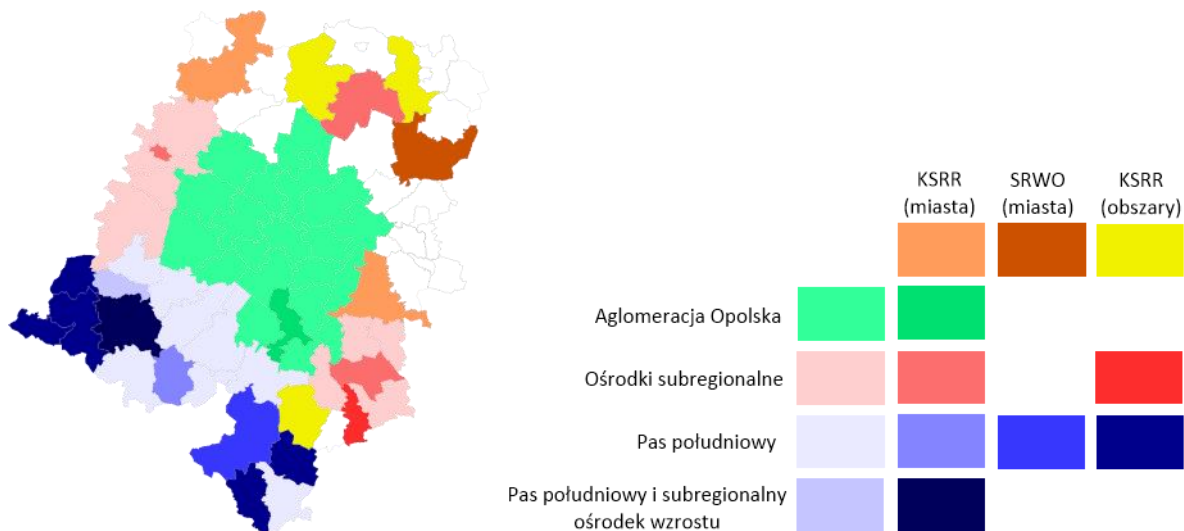 KSRR SRWO KSRR
(miasta) (miasta) (obszary)
Aglomeracja Opolska
Ośrodki subregionalne
Pas południowy
Pas południowy i subregionalny
ośrodek wzrostu